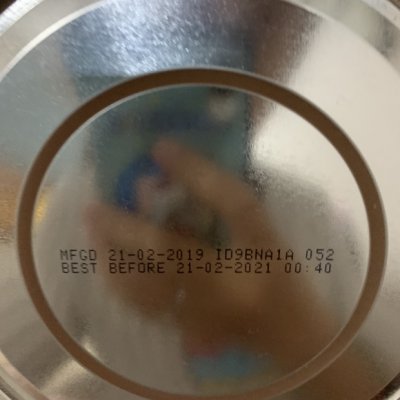 MFGD 21-02-2019 ID9BNA1A 052
BEST BEFORE 21-02-2021 00:40